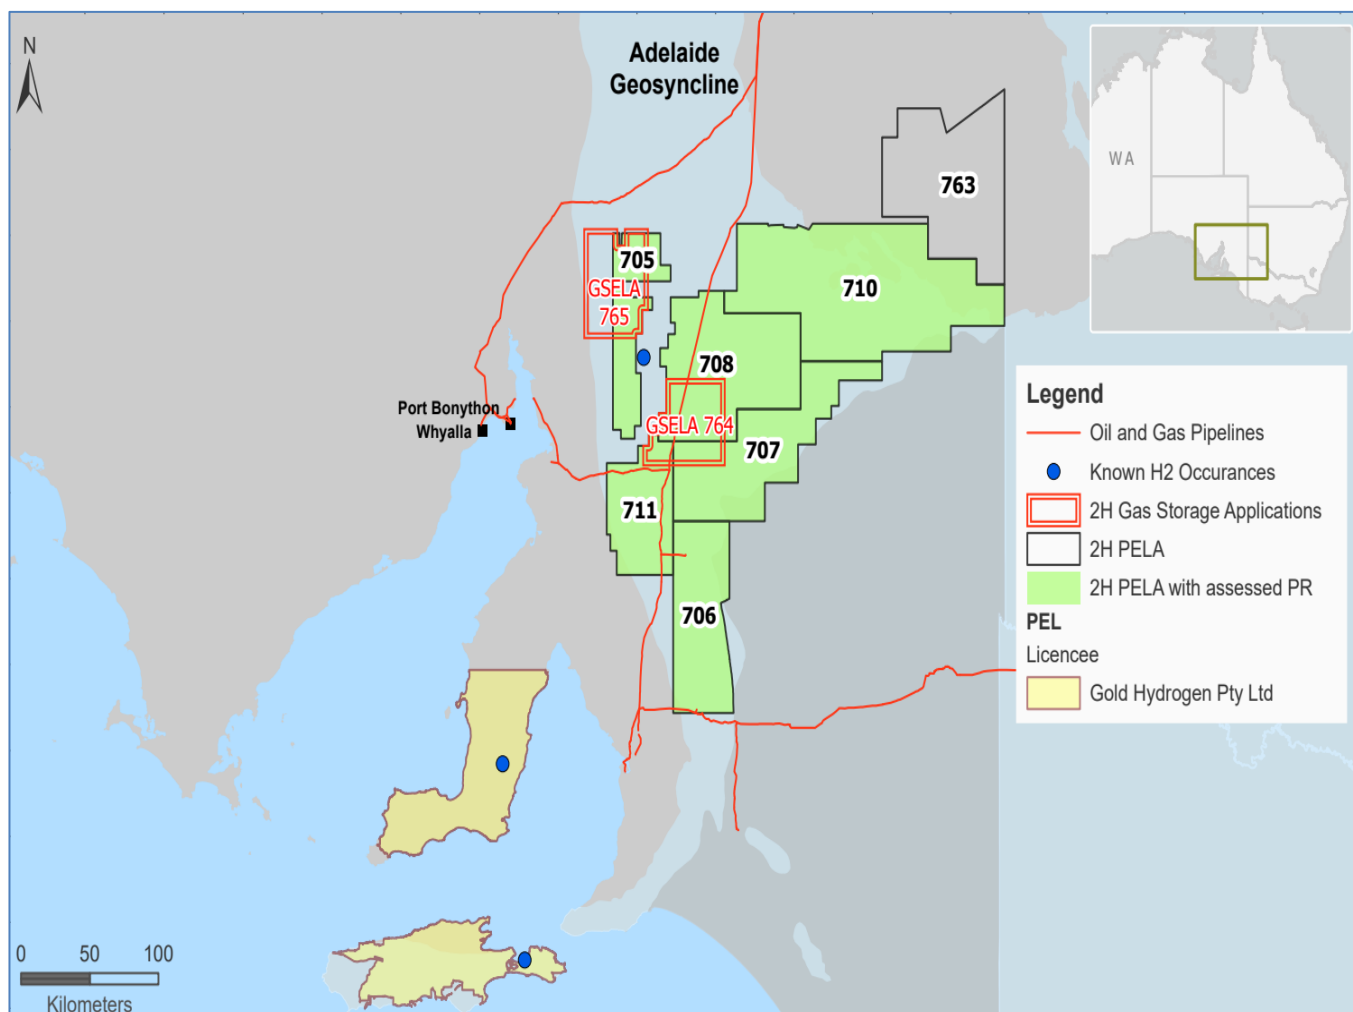 N
Adelaide
Geosyncline
WA
763
705
GSELA
765
710
708
Port Bonython
Whyalla
GSELA 764
707
711
706
Legend
Oil and Gas Pipelines
Known H2 Occurances
2H Gas Storage Applications
2H PELA
2H PELA with assessed PR
PEL
Licencee
Gold Hydrogen Pty Ltd
0 50 100
Kilometers